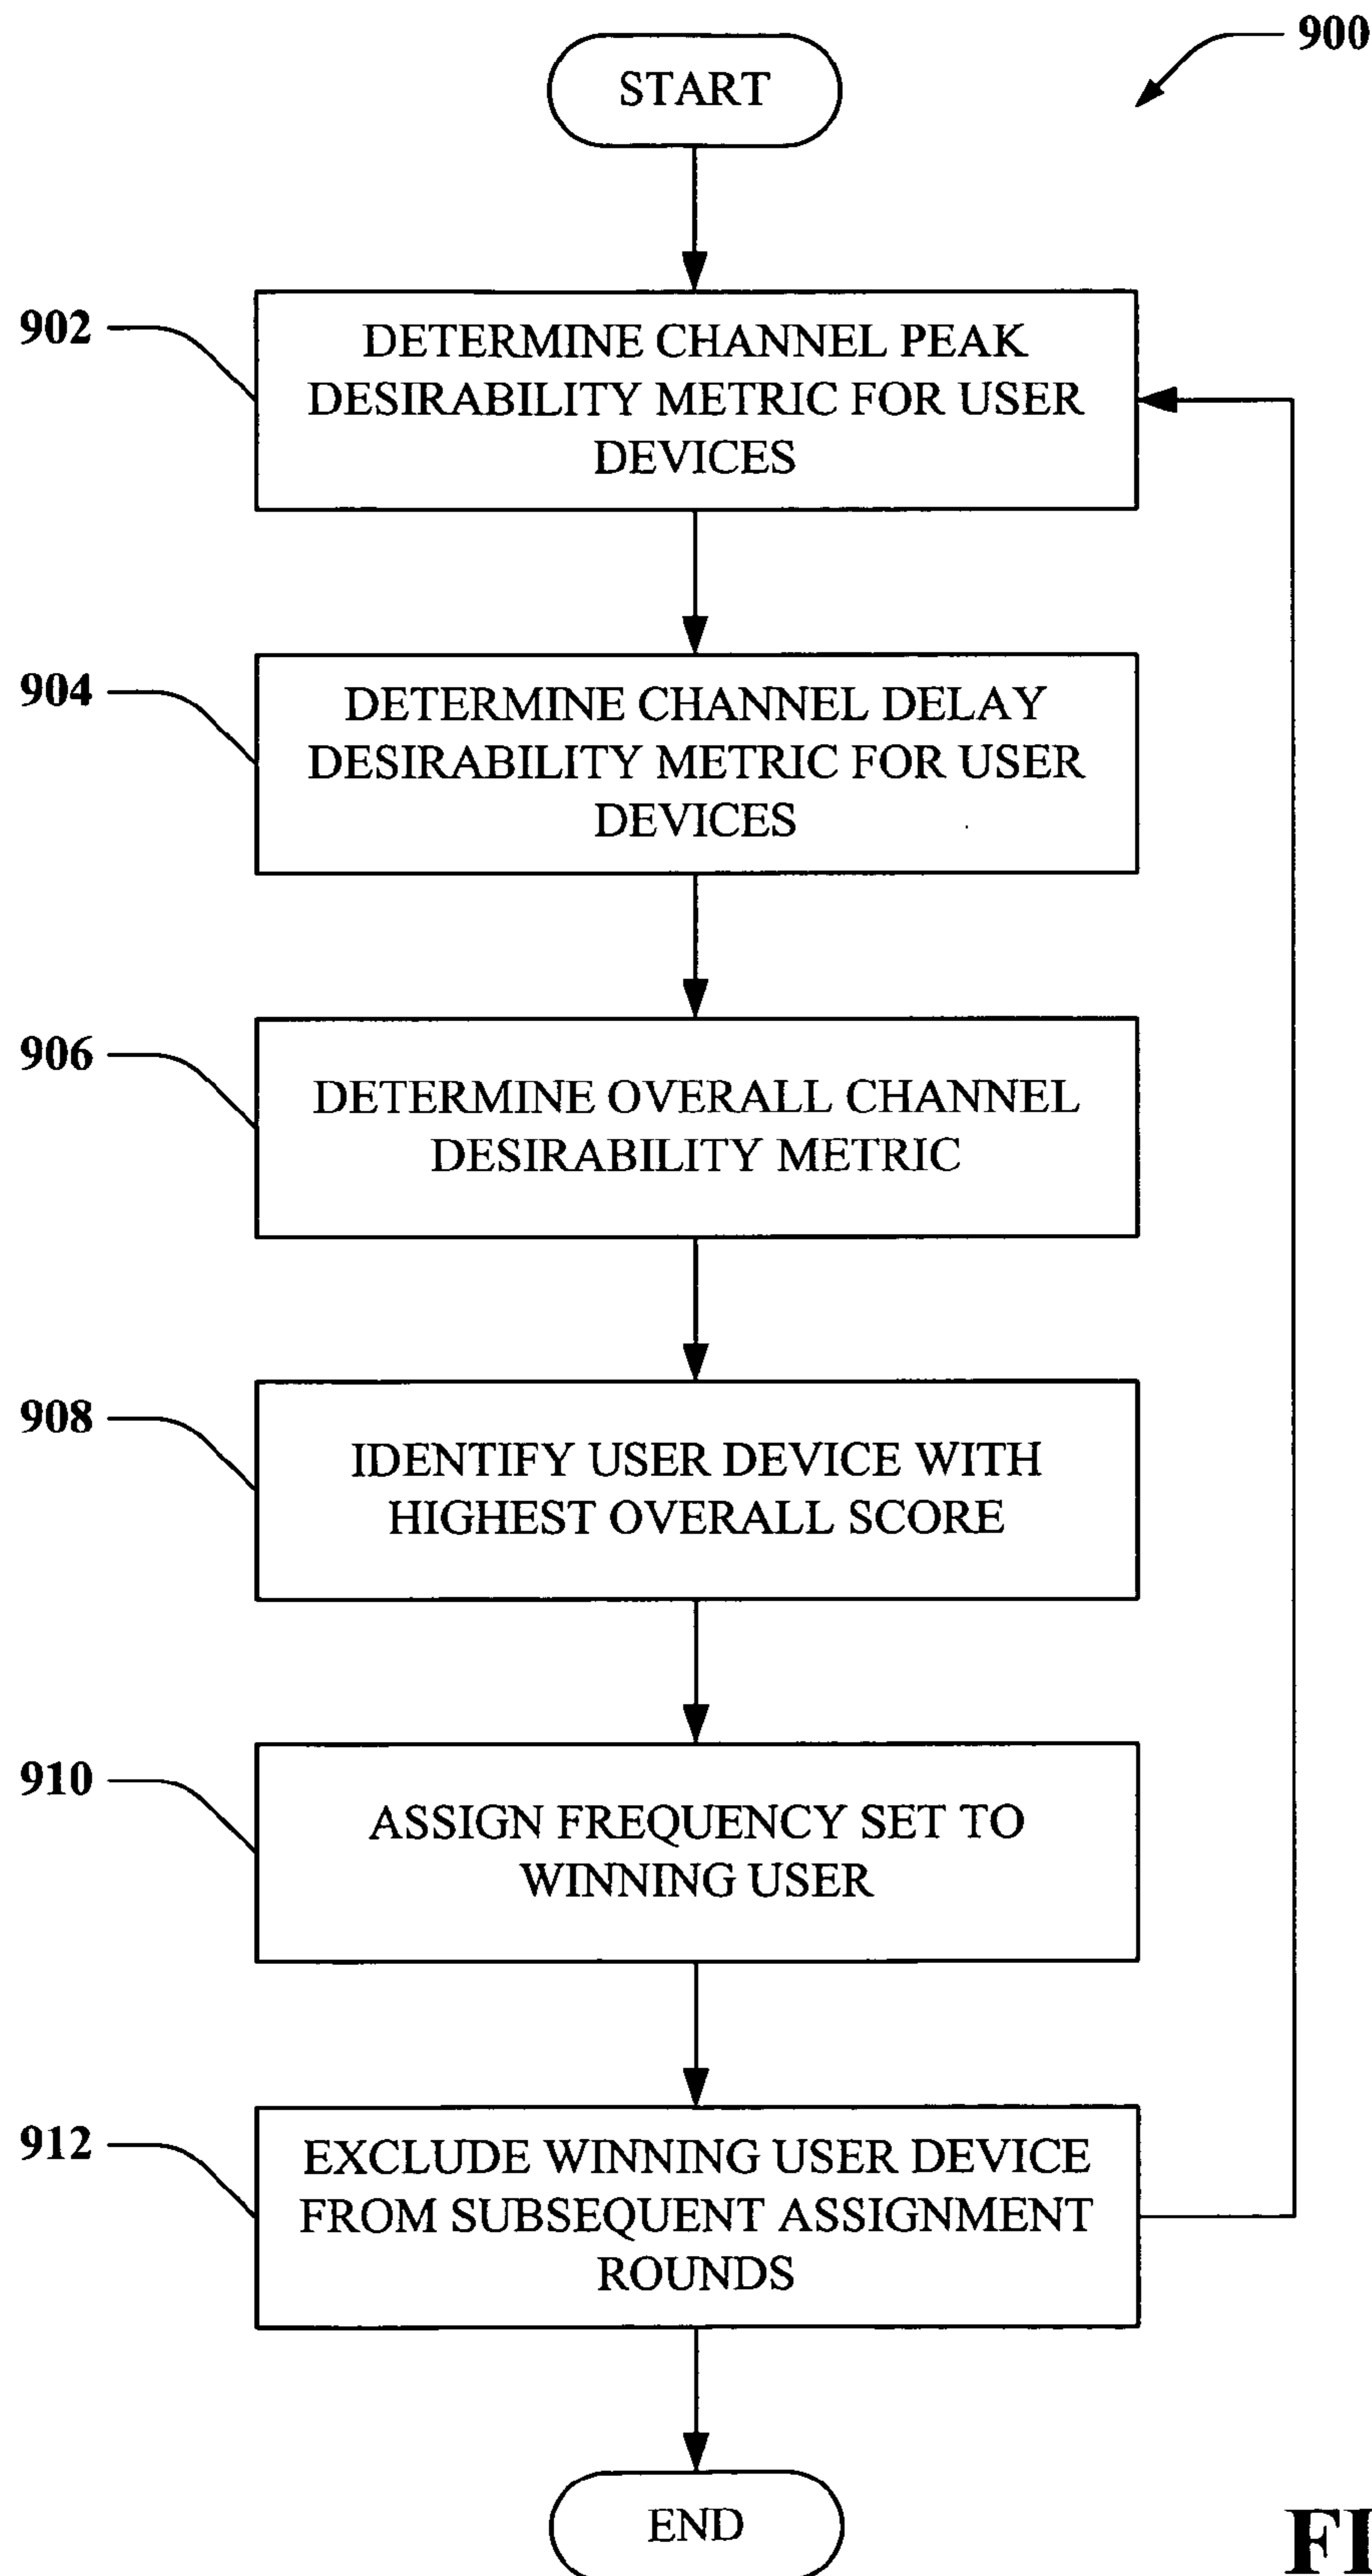 900
START
902
DETERMINE CHANNEL PEAK
DESIRABILITY METRIC FOR USER
DEVICES
904
DETERMINE CHANNEL DELAY
DESIRABILITY METRIC FOR USER
DEVICES
906
DETERMINE OVERALL CHANNEL
DESIRABILITY METRIC
908
IDENTIFY USER DEVICE WITH
HIGHEST OVERALL SCORE
910
ASSIGN FREQUENCY SET TO
WINNING USER
912
EXCLUDE WINNING USER DEVICE
FROM SUBSEQUENT ASSIGNMENT
ROUNDS
END